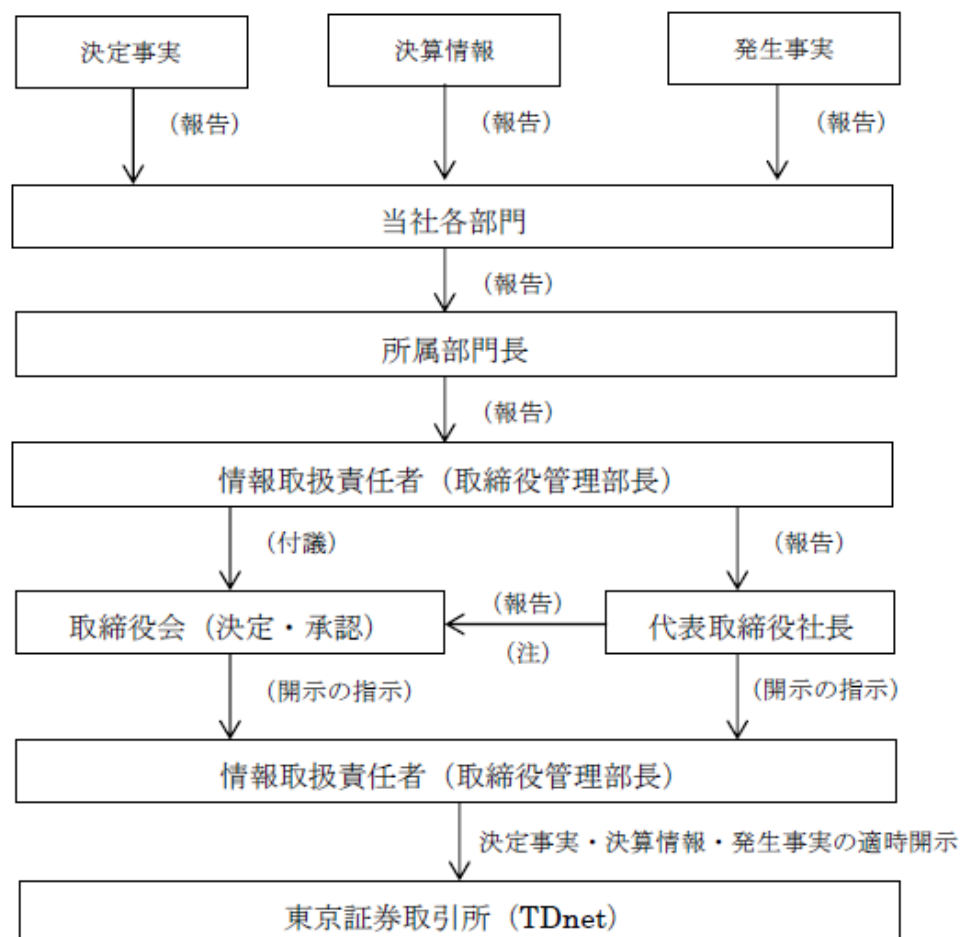 決定事実
決算情報
発生事実
（報告）
（報告）
（報告）
当社各部門
（報告）
所属部門長
（報告）
情報取扱責任者（取締役管理部長）
（付議）
（報告）
取締役会（決定・承認）
（報告）
（注）
代表取締役社長
（開示の指示）
（開示の指示）
情報取扱責任者（取締役管理部長）
決定事実・決算情報・発生事実の適時開示
東京証券取引所（TDnet）